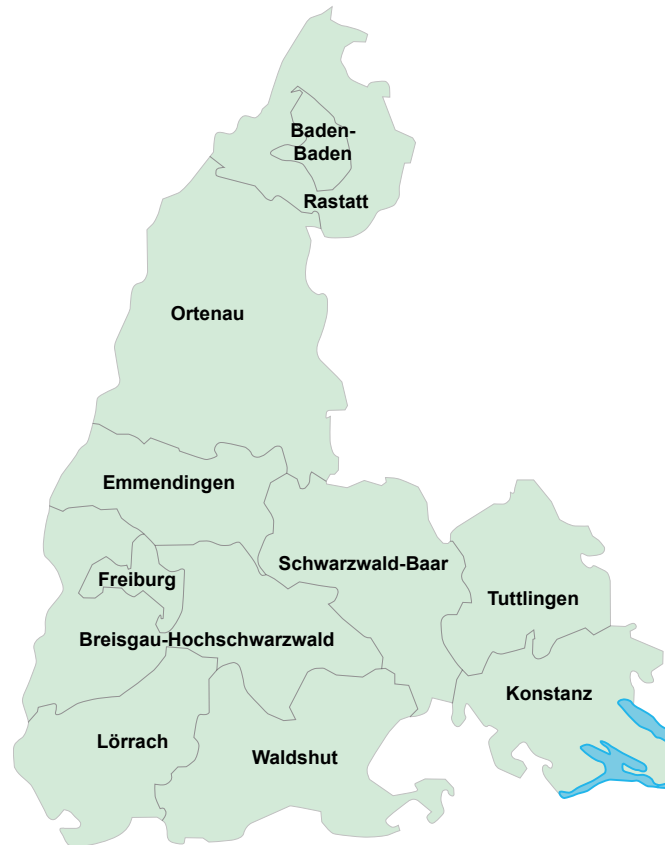 Baden-
Baden
Rastatt
Ortenau
Emmendingen
Schwarzwald-Baar
Freiburg
Tuttlingen
Breisgau-Hochschwarzwald
Konstanz
Lörrach
Waldshut